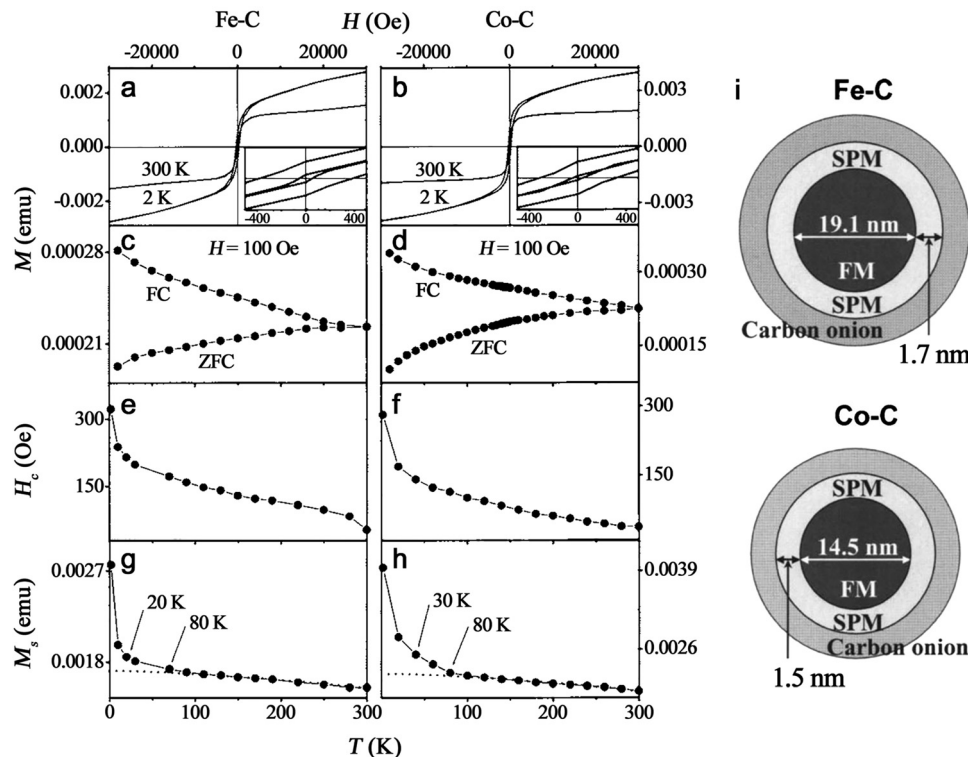 Fe-C H (Oe) Co-C
-20000 0 20000 -20000 0 20000
a
0.002
0.000
-0.002
300 K
2 K
-400 0 400
b
0.003
0.000
-0.003
300 K
2 K
-400 0 400
M (emu)
c
H = 100 Oe
0.00028
0.00021
FC
ZFC
d
H = 100 Oe
0.00030
0.00015
FC
ZFC
Hc (Oe)
e
300
150
f
300
150
Ms (emu)
g
0.0027
0.0018
20 K
80 K
h
0.0039
0.0026
30 K
80 K
0 100 200 300 0 100 200 300
T (K)
i
Fe-C
SPM
19.1 nm
FM
SPM
Carbon onion
1.7 nm
Co-C
SPM
14.5 nm
FM
SPM
Carbon onion
1.5 nm